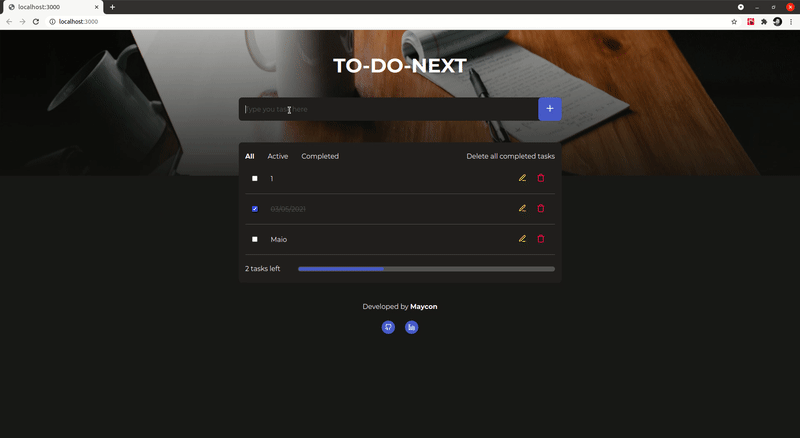 localhost:3000
localhost:3000
TO-DO-NEXT
Type you task here
All Active Completed Delete all completed tasks
1
03/05/2021
Maio
2 tasks left
Developed by Maycon